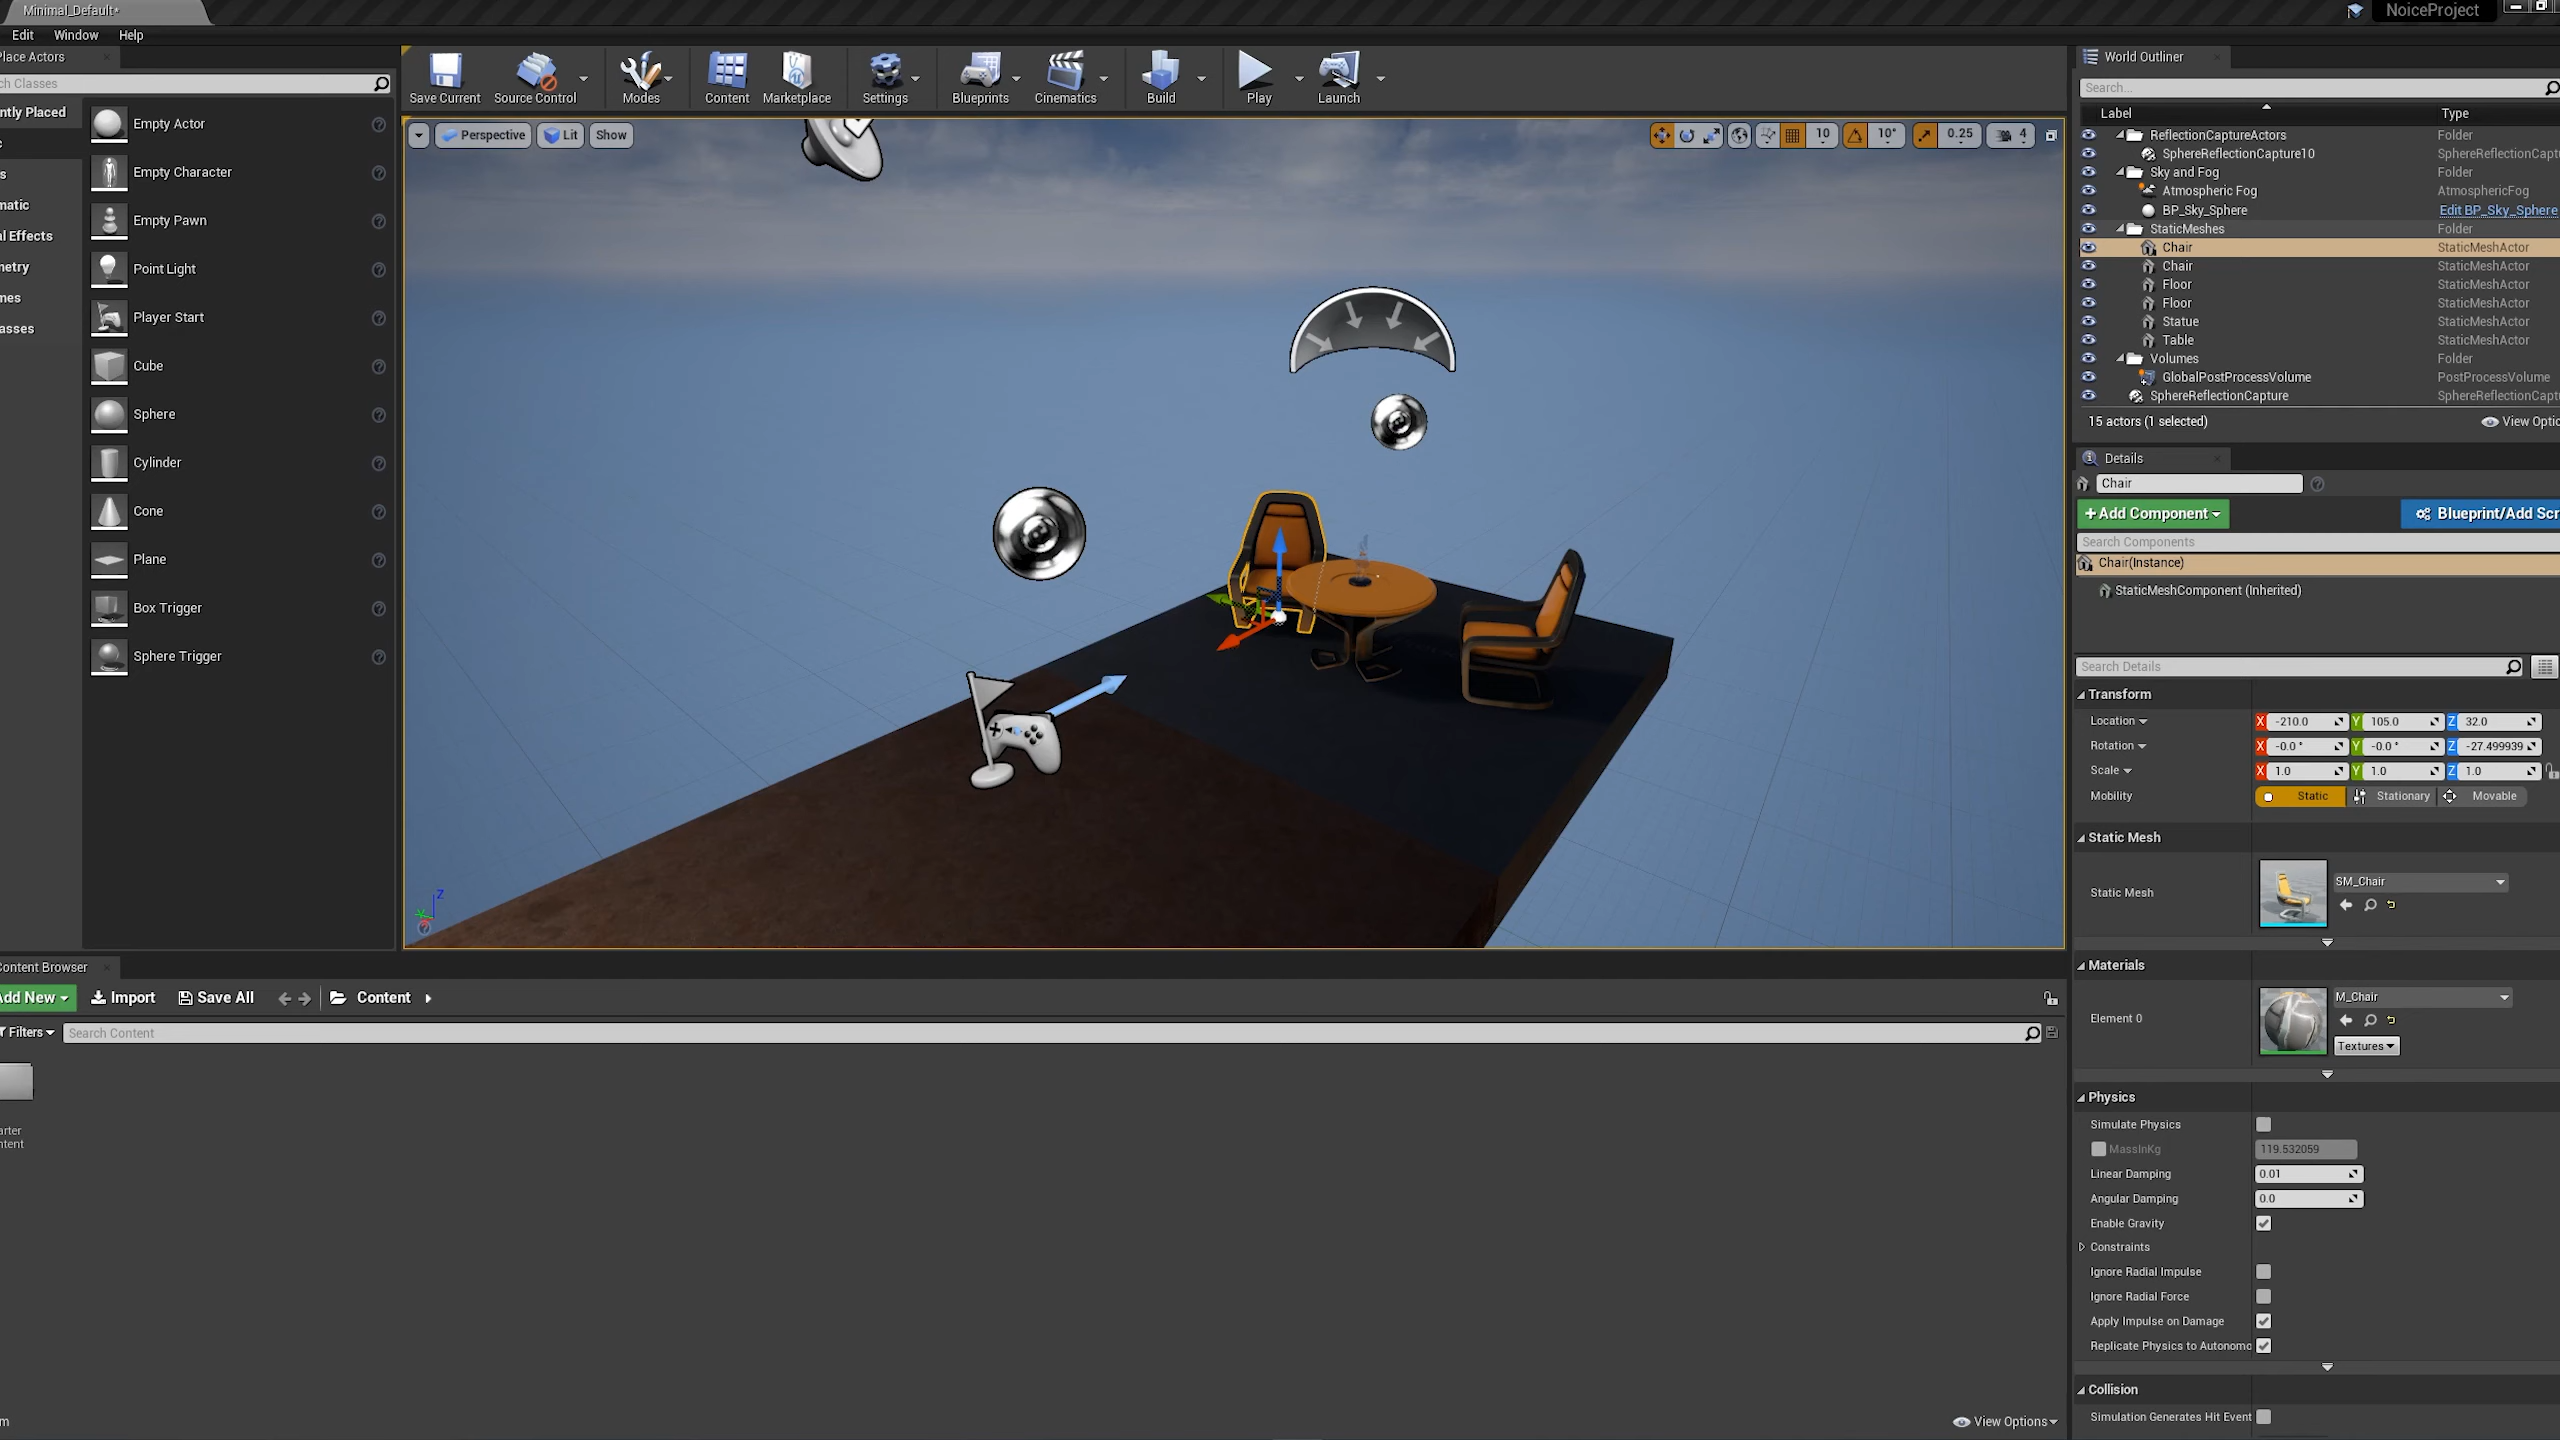 Minimal_Default*
NoiceProject
Edit Window Help
Place Actors
ch Classes
ntly Placed
c
s
matic
al Effects
metry
mes
asses
Empty Actor
Empty Character
Empty Pawn
Point Light
Player Start
Cube
Sphere
Cylinder
Cone
Plane
Box Trigger
Sphere Trigger
Save Current Source Control Modes Content Marketplace Settings Blueprints Cinematics Build Play Launch
Perspective Lit Show
10 10° 0.25 4
Z
World Outliner
Search...
Label Type
ReflectionCaptureActors Folder
SphereReflectionCapture10 SphereReflectionCapt
Sky and Fog Folder
Atmospheric Fog AtmosphericFog
BP_Sky_Sphere Edit BP_Sky_Sphere
StaticMeshes Folder
Chair StaticMeshActor
Chair StaticMeshActor
Floor StaticMeshActor
Floor StaticMeshActor
Statue StaticMeshActor
Table StaticMeshActor
Volumes Folder
GlobalPostProcessVolume PostProcessVolume
SphereReflectionCapture SphereReflectionCapt
15 actors (1 selected) View Optio
Details
Chair
+Add Component Blueprint/Add Scr
Search Components
Chair(Instance)
StaticMeshComponent (Inherited)
Search Details
Transform
Location X -210.0 Y 105.0 Z 32.0
Rotation X -0.0 ° Y -0.0 ° Z -27.499939
Scale X 1.0 Y 1.0 Z 1.0
Mobility Static Stationary Movable
Static Mesh
Static Mesh SM_Chair
Materials
Element 0 M_Chair
Textures
Physics
Simulate Physics
MassInKg 119.532059
Linear Damping 0.01
Angular Damping 0.0
Enable Gravity
Constraints
Ignore Radial Impulse
Ignore Radial Force
Apply Impulse on Damage
Replicate Physics to Autonomo
Collision
Simulation Generates Hit Event
Content Browser
Add New Import Save All Content
Filters Search Content
arter
ntent
m
View Options